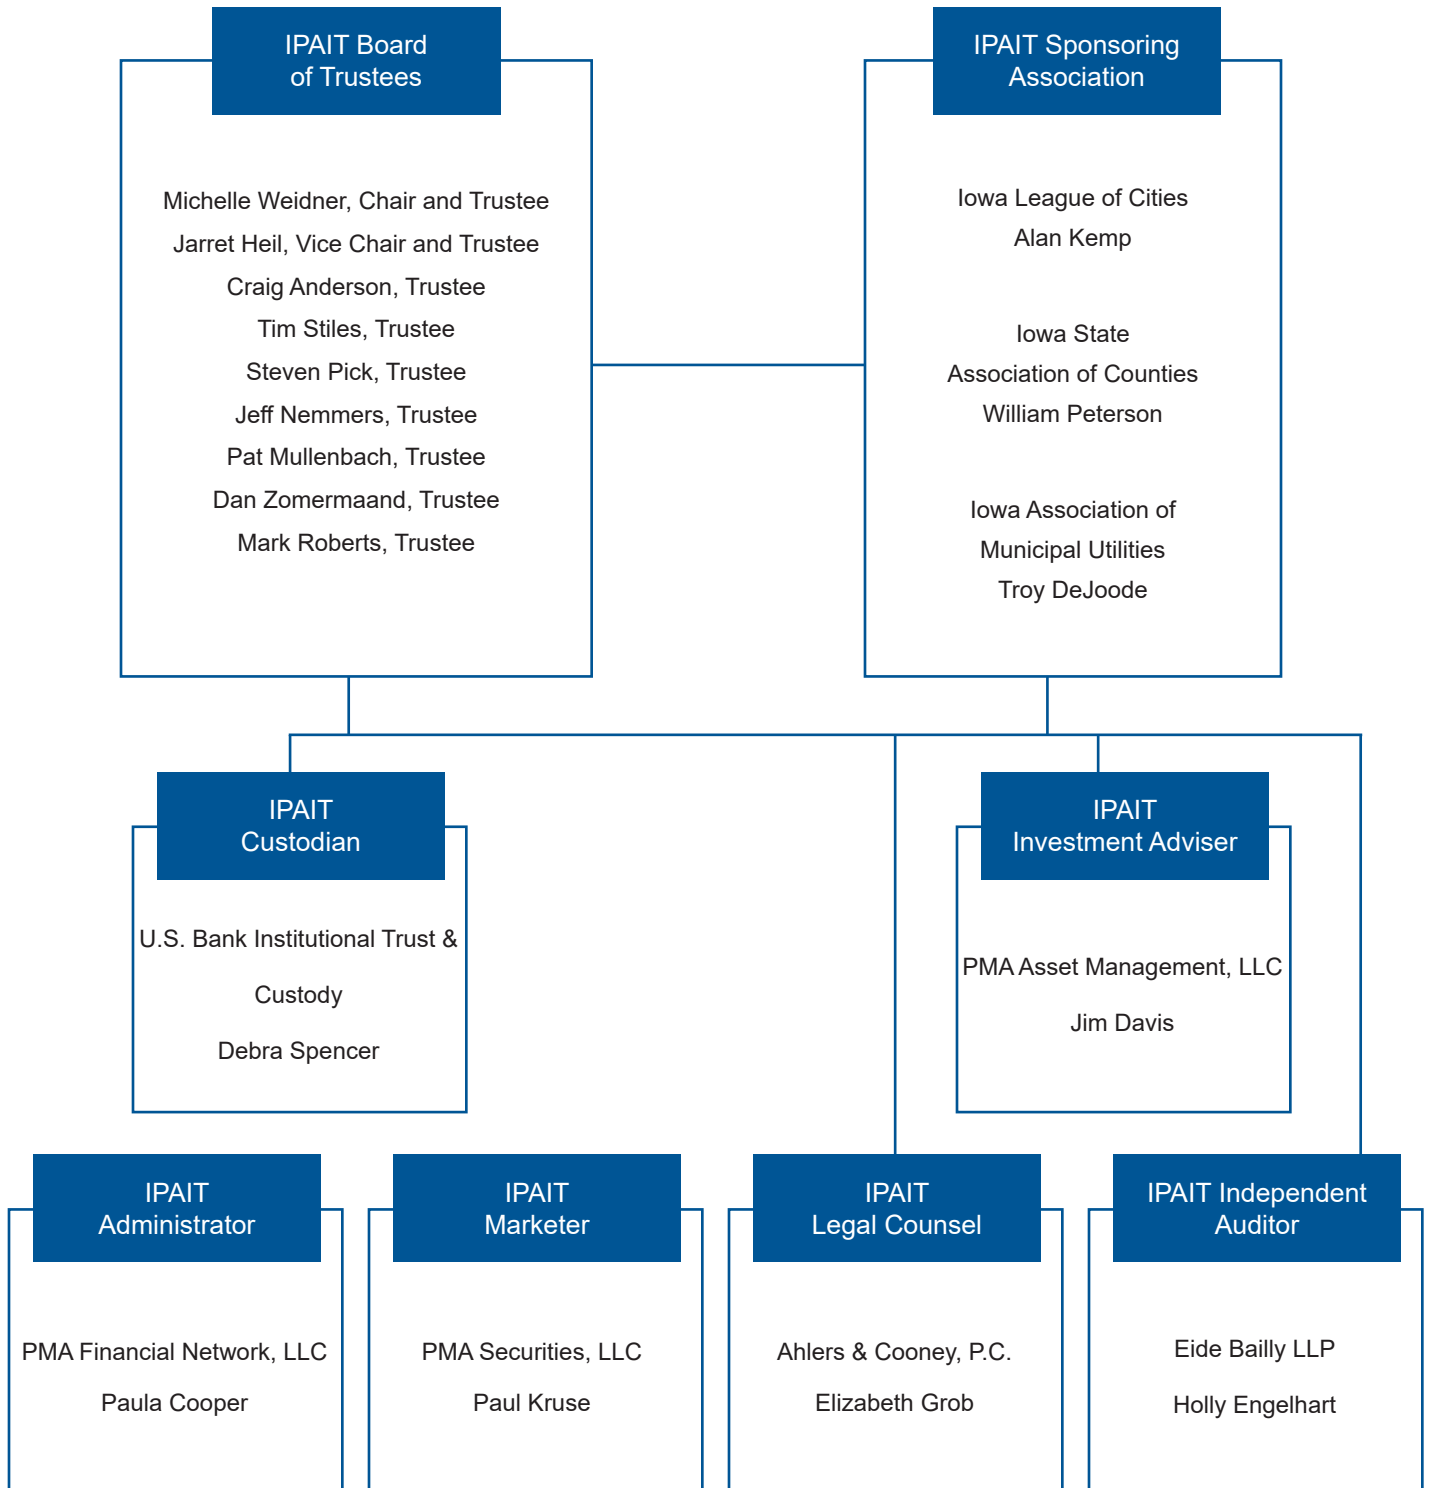 IPAIT Board
of Trustees
Michelle Weidner, Chair and Trustee
Jarret Heil, Vice Chair and Trustee
Craig Anderson, Trustee
Tim Stiles, Trustee
Steven Pick, Trustee
Jeff Nemmers, Trustee
Pat Mullenbach, Trustee
Dan Zomermaand, Trustee
Mark Roberts, Trustee
IPAIT Sponsoring
Association
Iowa League of Cities
Alan Kemp
Iowa State
Association of Counties
William Peterson
Iowa Association of
Municipal Utilities
Troy DeJoode
IPAIT
Custodian
U.S. Bank Institutional Trust &
Custody
Debra Spencer
IPAIT
Investment Adviser
PMA Asset Management, LLC
Jim Davis
IPAIT
Administrator
PMA Financial Network, LLC
Paula Cooper
IPAIT
Marketer
PMA Securities, LLC
Paul Kruse
IPAIT
Legal Counsel
Ahlers & Cooney, P.C.
Elizabeth Grob
IPAIT Independent
Auditor
Eide Bailly LLP
Holly Engelhart